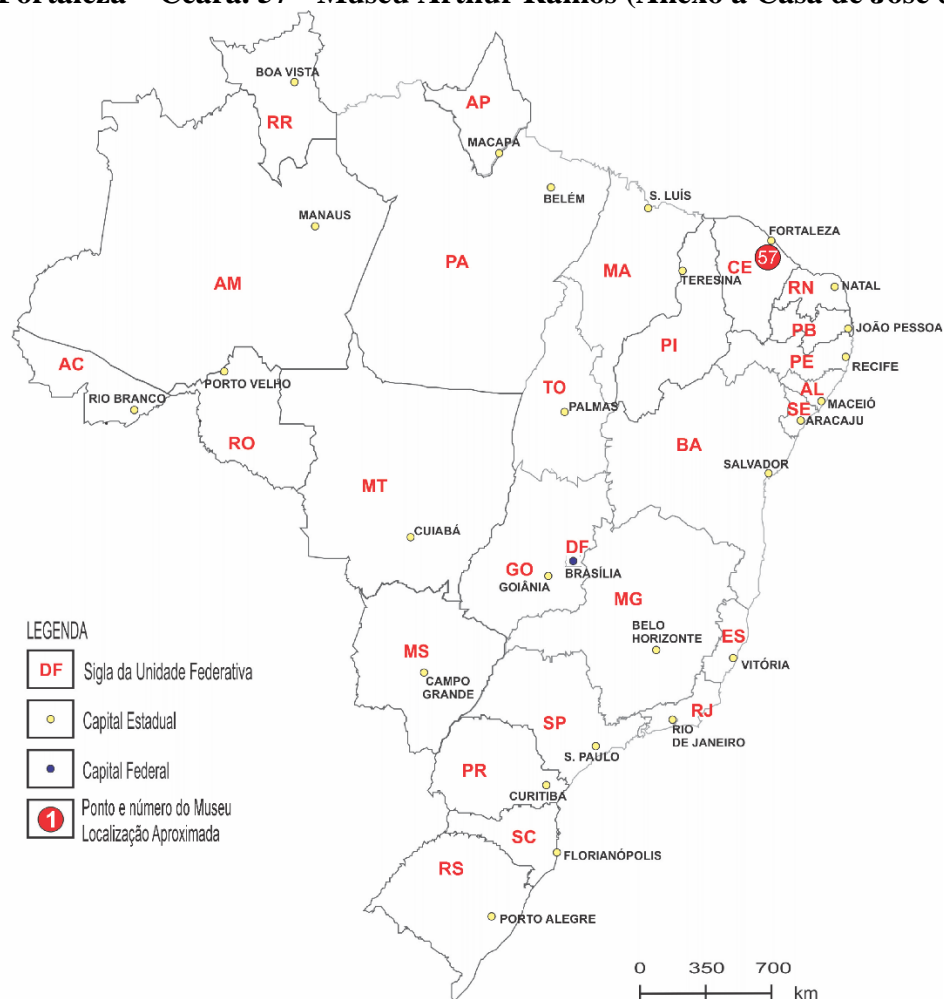 Fortaleza – Ceará. 57 - Museu Arthur Ramos (Anexo à Casa de José
BOA VISTA
RR
AP
MACAPÁ
BELÉM
S. LUÍS
MANAUS
FORTALEZA
57
CE
PA
MA
TERESINA
AM
RN
NATAL
PB
JOÃO PESSOA
PI
PE
RECIFE
AC
PORTO VELHO
TO
AL
RIO BRANCO
PALMAS
MACEIÓ
SE
ARACAJU
RO
BA
SALVADOR
MT
CUIABÁ
DF
GO
BRASÍLIA
GOIÂNIA
MG
BELO
HORIZONTE
ES
VITÓRIA
MS
CAMPO
GRANDE
RJ
SP
RIO
DE JANEIRO
S. PAULO
PR
CURITIBA
SC
FLORIANÓPOLIS
RS
PORTO ALEGRE
LEGENDA
DF Sigla da Unidade Federativa
Capital Estadual
Capital Federal
1 Ponto e número do Museu
Localização Aproximada
0 350 700
km